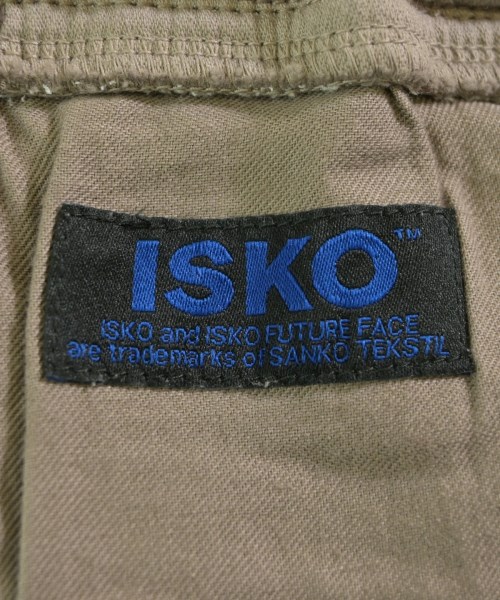 ISKO™
ISKO and ISKO FUTURE FACE
are trademarks of SANKO TEKSTIL